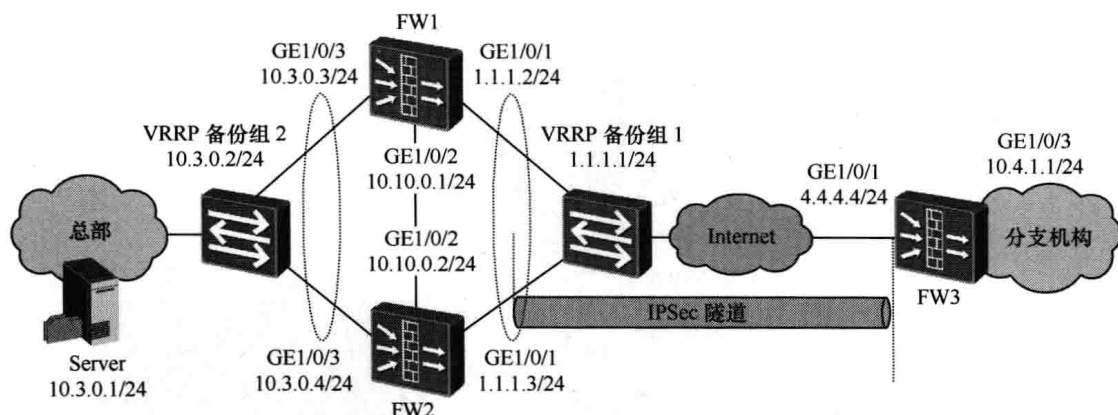 FW1
GE1/0/3
10.3.0.3/24
GE1/0/1
1.1.1.2/24
VRRP 备份组 2
10.3.0.2/24
VRRP 备份组 1
1.1.1.1/24
GE1/0/3
10.4.1.1/24
GE1/0/2
10.10.0.1/24
GE1/0/1
4.4.4.4/24
总部
Internet
分支机构
GE1/0/2
10.10.0.2/24
FW3
IPSec 隧道
Server
10.3.0.1/24
GE1/0/3
10.3.0.4/24
GE1/0/1
1.1.1.3/24
FW2